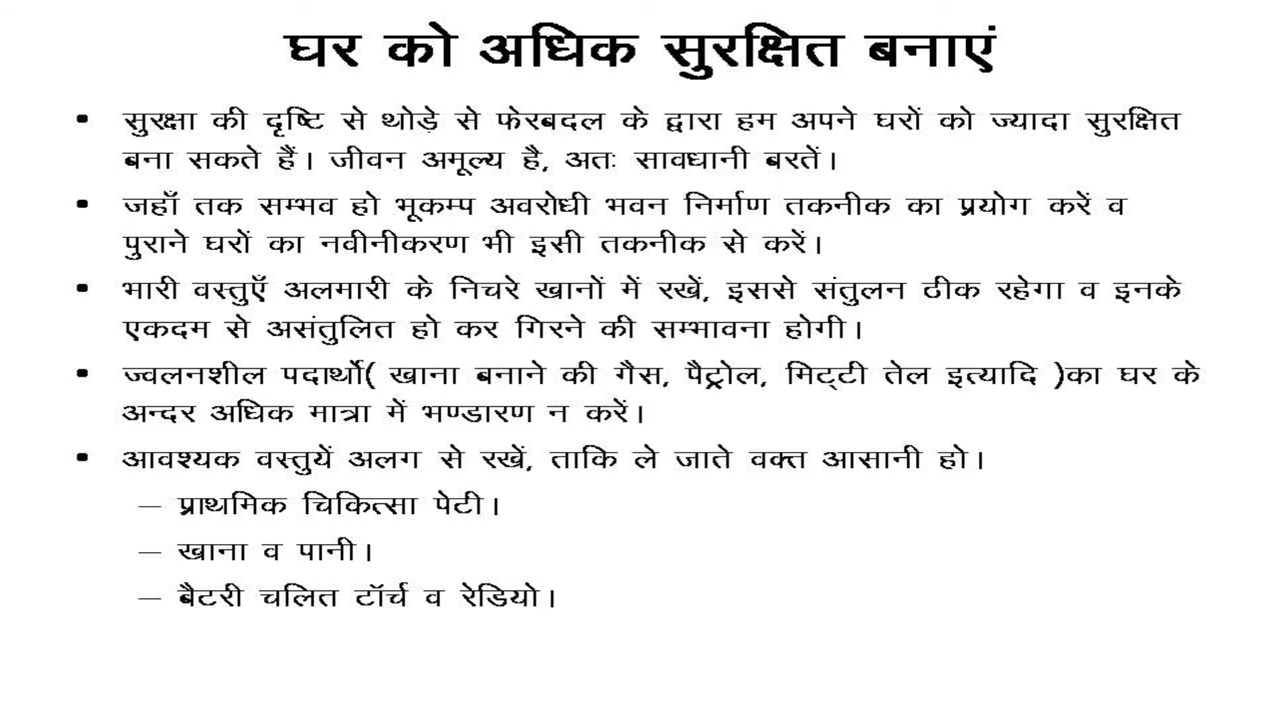 घर को अधिक सुरक्षित बनाएं
• सुरक्षा की दृष्टि से थोड़े से फेरबदल के द्वारा हम अपने घरों को ज्यादा सुरक्षित
बना सकते हैं। जीवन अमूल्य है, अतः सावधानी बरतें।
• जहाँ तक सम्भव हो भूकम्प अवरोधी भवन निर्माण तकनीक का प्रयोग करें व
पुराने घरों का नवीनीकरण भी इसी तकनीक से करें।
• भारी वस्तुएँ अलमारी के निचरे खानों में रखें, इससे संतुलन ठीक रहेगा व इनके
एकदम से असंतुलित हो कर गिरने की सम्भावना होगी।
• ज्वलनशील पदार्थो( खाना बनाने की गैस, पैट्रोल, मिट्टी तेल इत्यादि )का घर के
अन्दर अधिक मात्रा में भण्डारण न करें।
• आवश्यक वस्तुयें अलग से रखें, ताकि ले जाते वक्त आसानी हो।
– प्राथमिक चिकित्सा पेटी।
– खाना व पानी।
– बैटरी चलित टॉर्च व रेडियो।